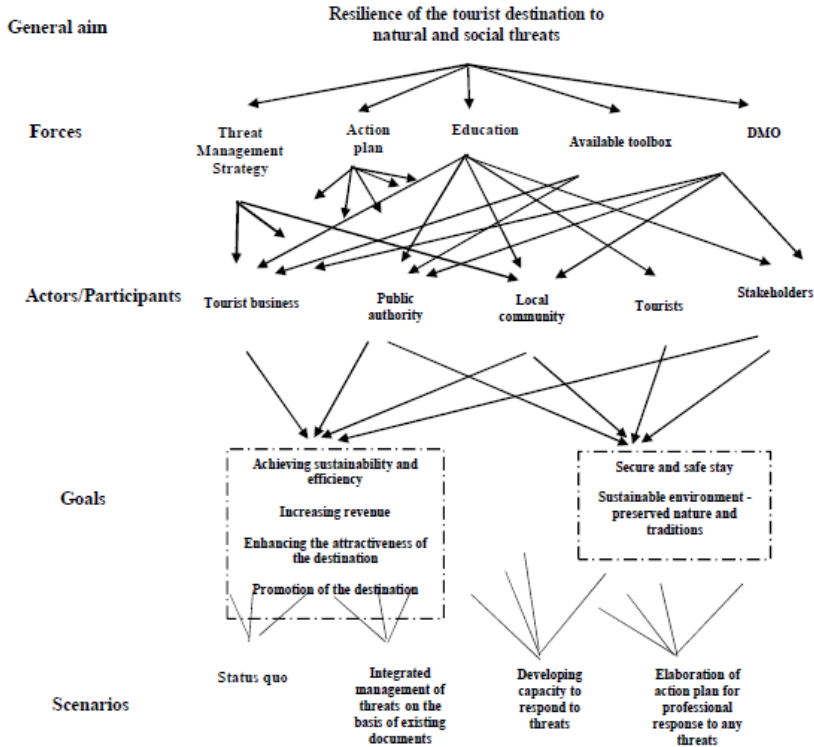 General aim
Resilience of the tourist destination to
natural and social threats
Forces
Threat
Management
Strategy
Action
plan
Education
Available toolbox
DMO
Actors/Participants
Tourist business
Public
authority
Local
community
Tourists
Stakeholders
Goals
Achieving sustainability and
efficiency
Increasing revenue
Enhancing the attractiveness of
the destination
Promotion of the destination
Secure and safe stay
Sustainable environment -
preserved nature and
traditions
Scenarios
Status quo
Integrated
management of
threats on the
basis of existing
documents
Developing
capacity to
respond to
threats
Elaboration of
action plan for
professional
response to any
threats